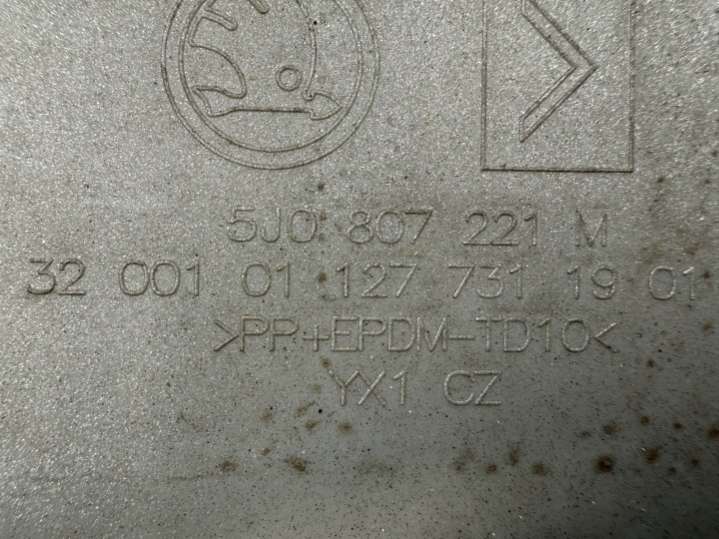 5J0 807 221 M
32 001 01 127 731 19 01
>PP+EPDM-TD10<
YX1 CZ